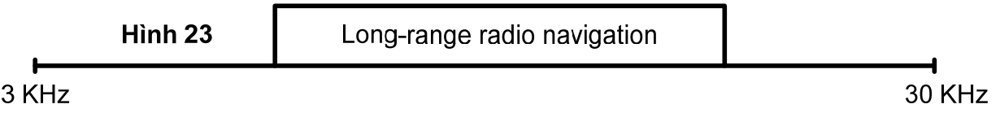 Hình 23
Long-range radio navigation
3 KHz
30 KHz